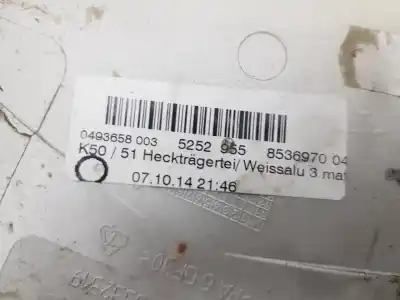 0493658 003 5252 955 8536970 04
K50 / 51 Heckträgertei/ Weissalu 3 mat
07.10.14 21:46